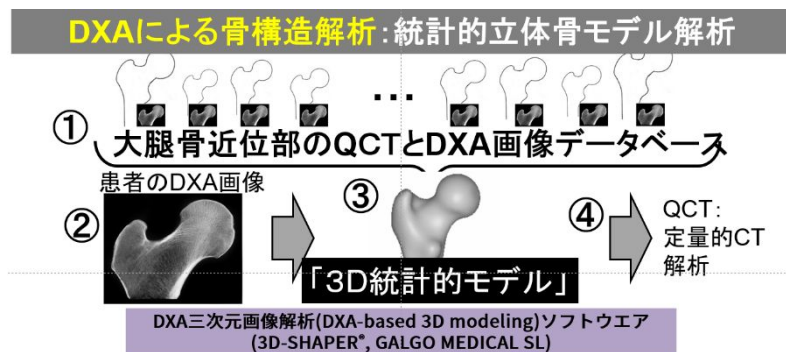 DXAによる骨構造解析:統計的立体骨モデル解析
...
① 大腿骨近位部のQCTとDXA画像データベース
患者のDXA画像
②
③
「3D統計的モデル」
④
QCT:
定量的CT
解析
DXA三次元画像解析(DXA-based 3D modeling)ソフトウエア
(3D-SHAPER®, GALGO MEDICAL SL)